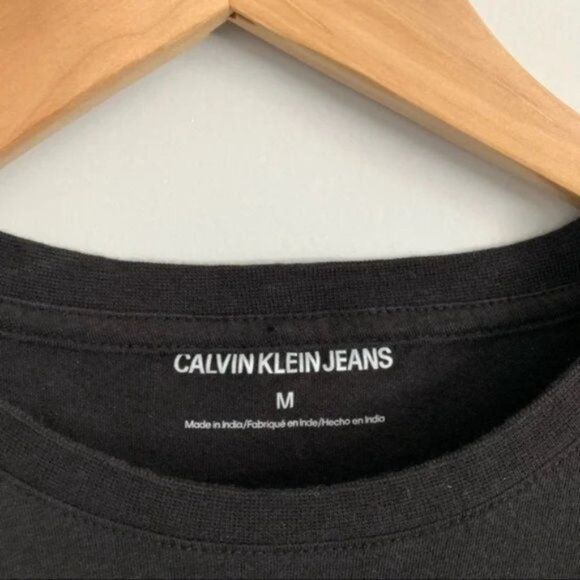 CALVIN KLEIN JEANS
M
Made in India/Fabriqué en Inde/Hecho en India